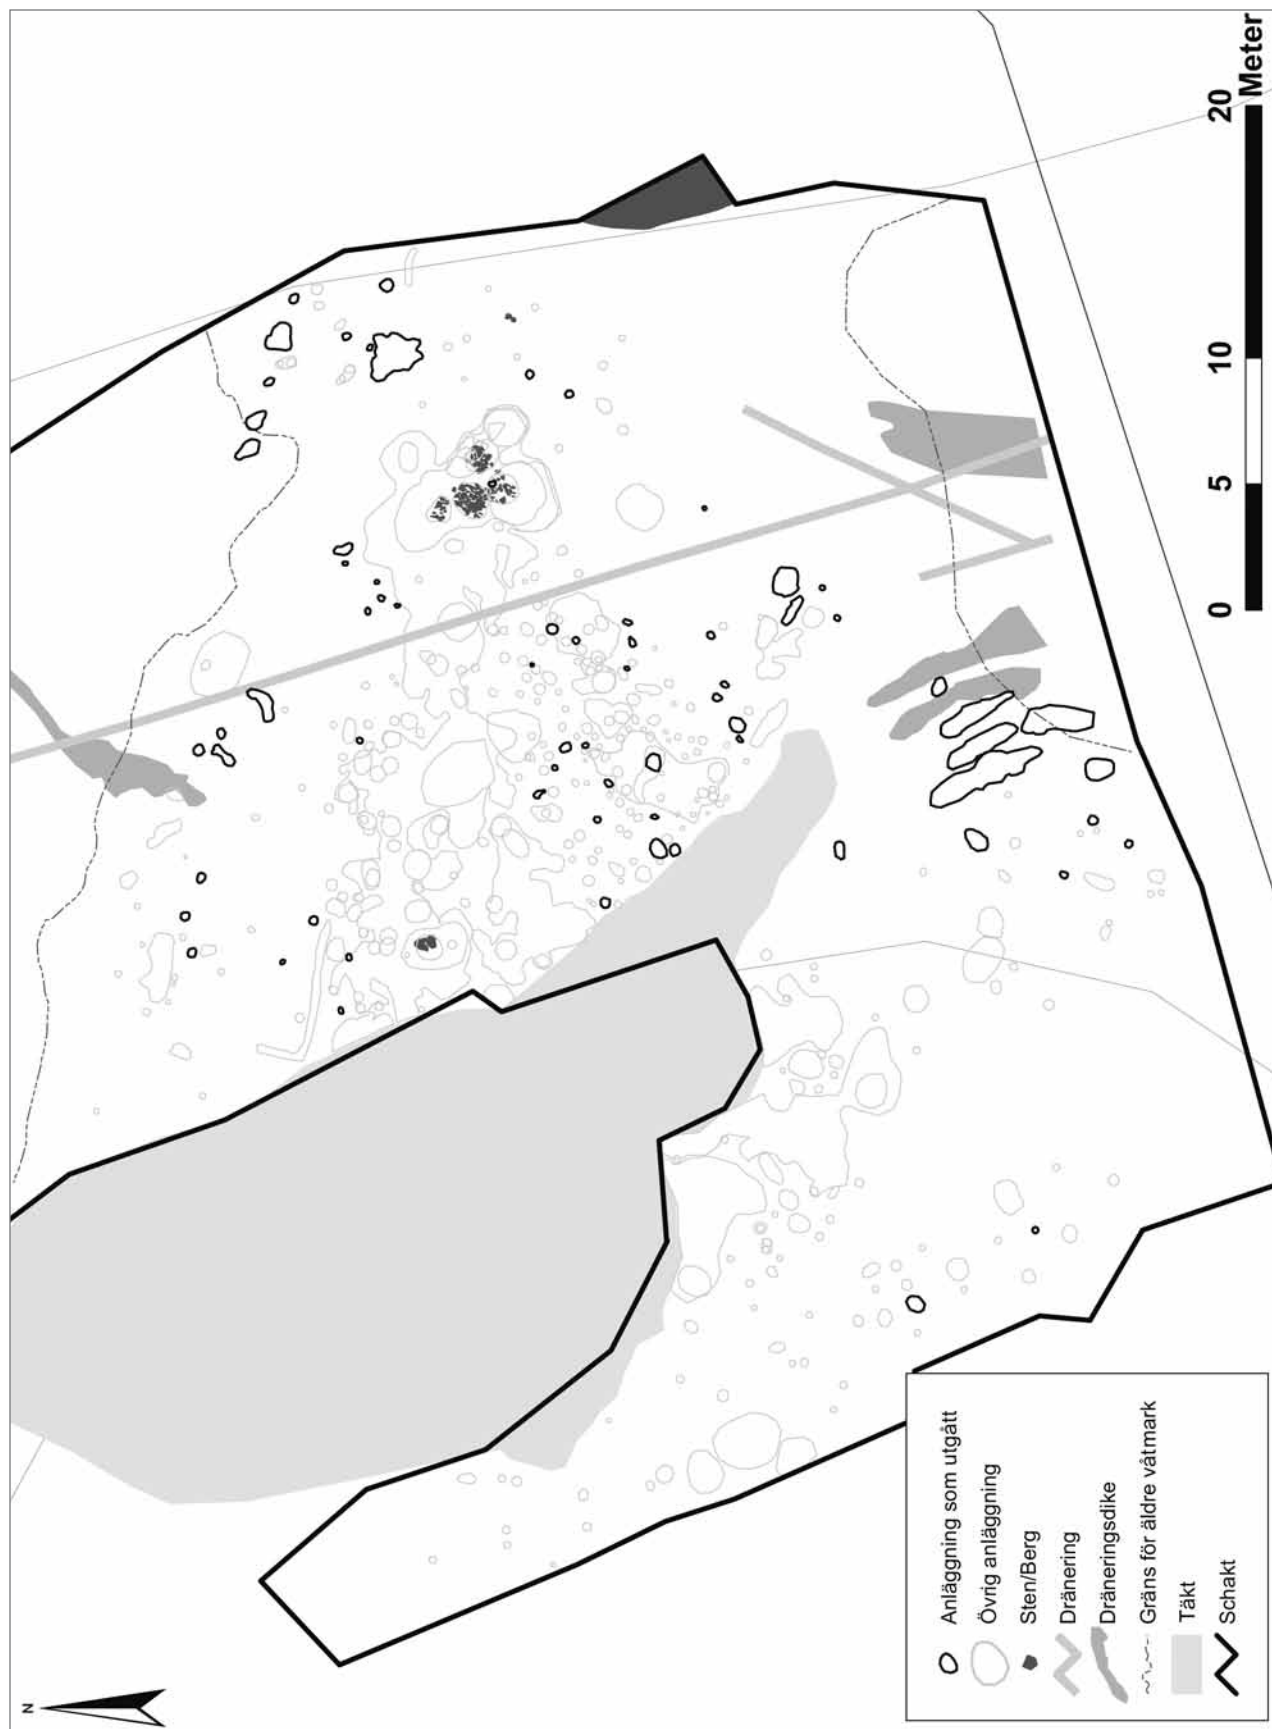 N
Anläggning som utgått
Övrig anläggning
Sten/Berg
Dränering
Dräneringsdike
Gräns för äldre våtmark
Täkt
Schakt
0 5 10 20
Meter